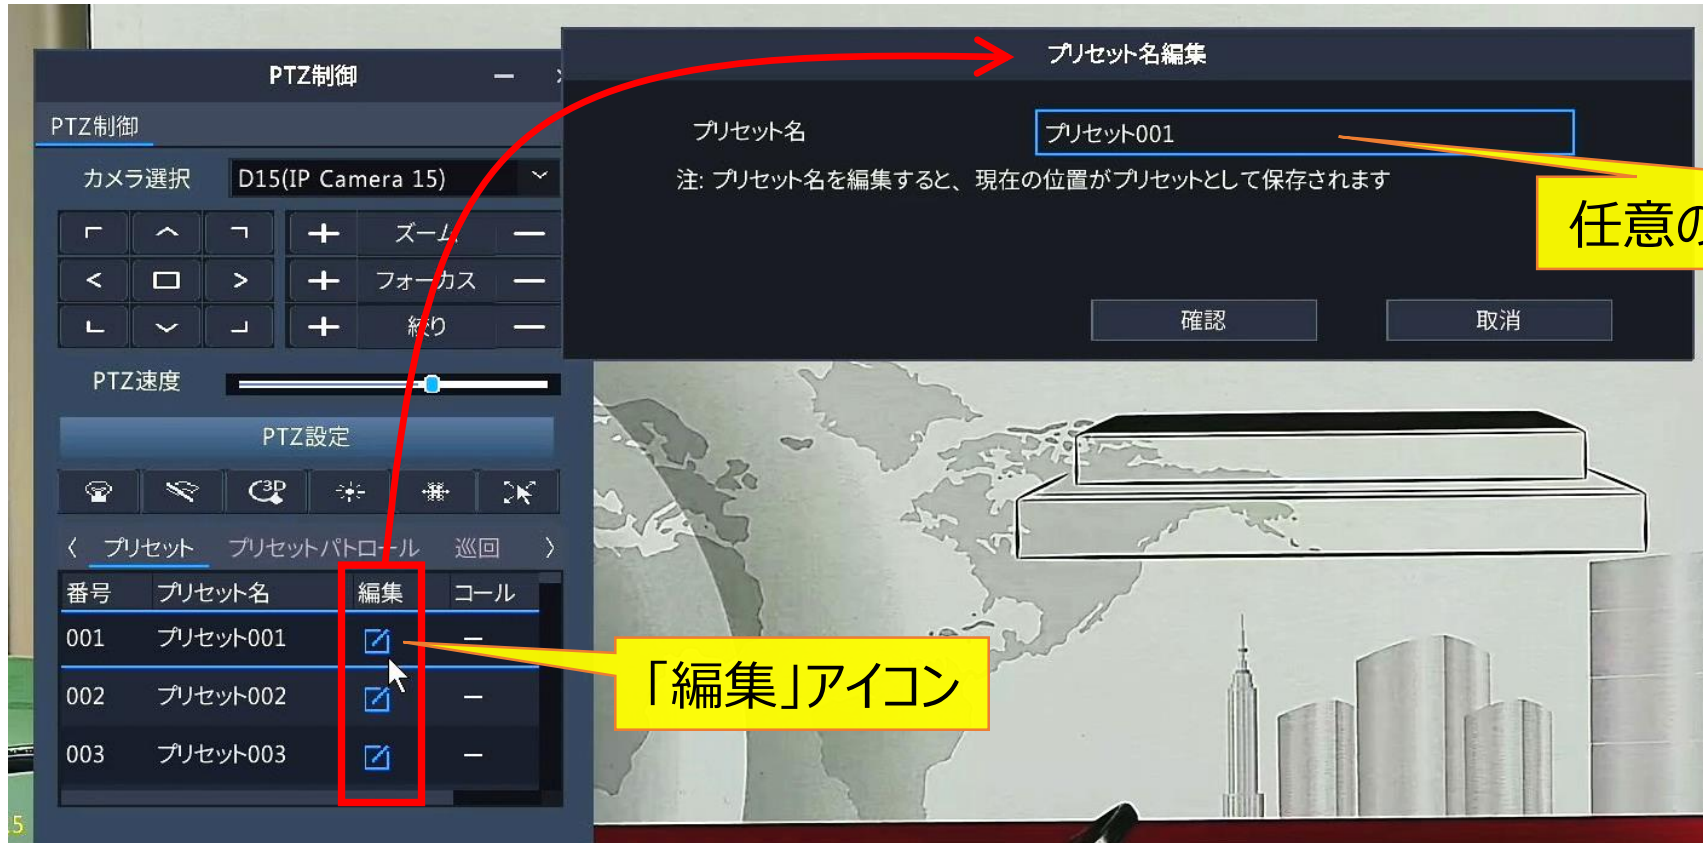 PTZ制御
PTZ制御
カメラ選択
D15(IP Camera 15)
ズーム
フォーカス
絞り
PTZ速度
PTZ設定
3D
プリセット プリセットパトロール 巡回
番号 プリセット名 編集 コール
001 プリセット001 —
002 プリセット002 —
003 プリセット003 —
プリセット名編集
プリセット名
プリセット001
注: プリセット名を編集すると、現在の位置がプリセットとして保存されます
確認
取消
任意の
「編集」アイコン
5